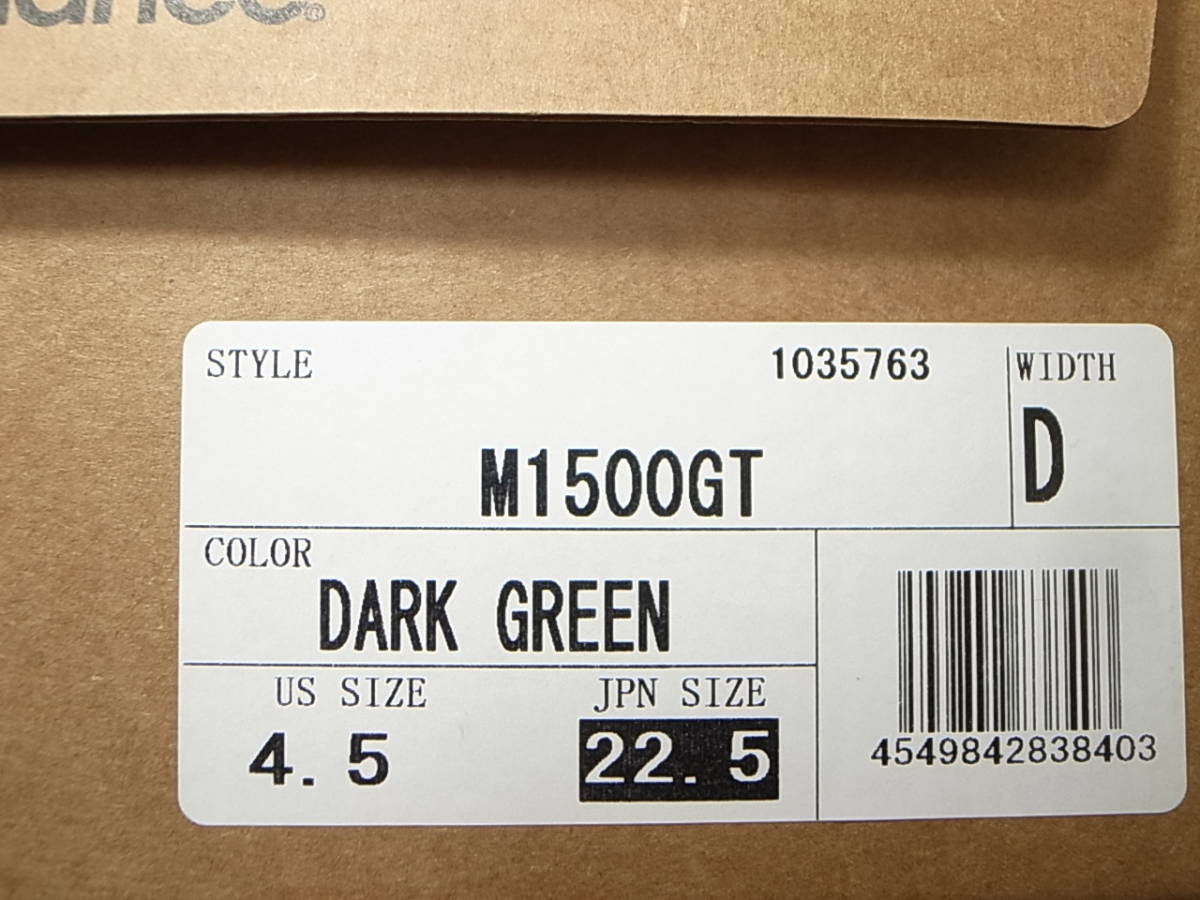 STYLE 1035763 WIDTH
M1500GT D
COLOR
DARK GREEN
US SIZE JPN SIZE
4.5 22.5
4549842838403